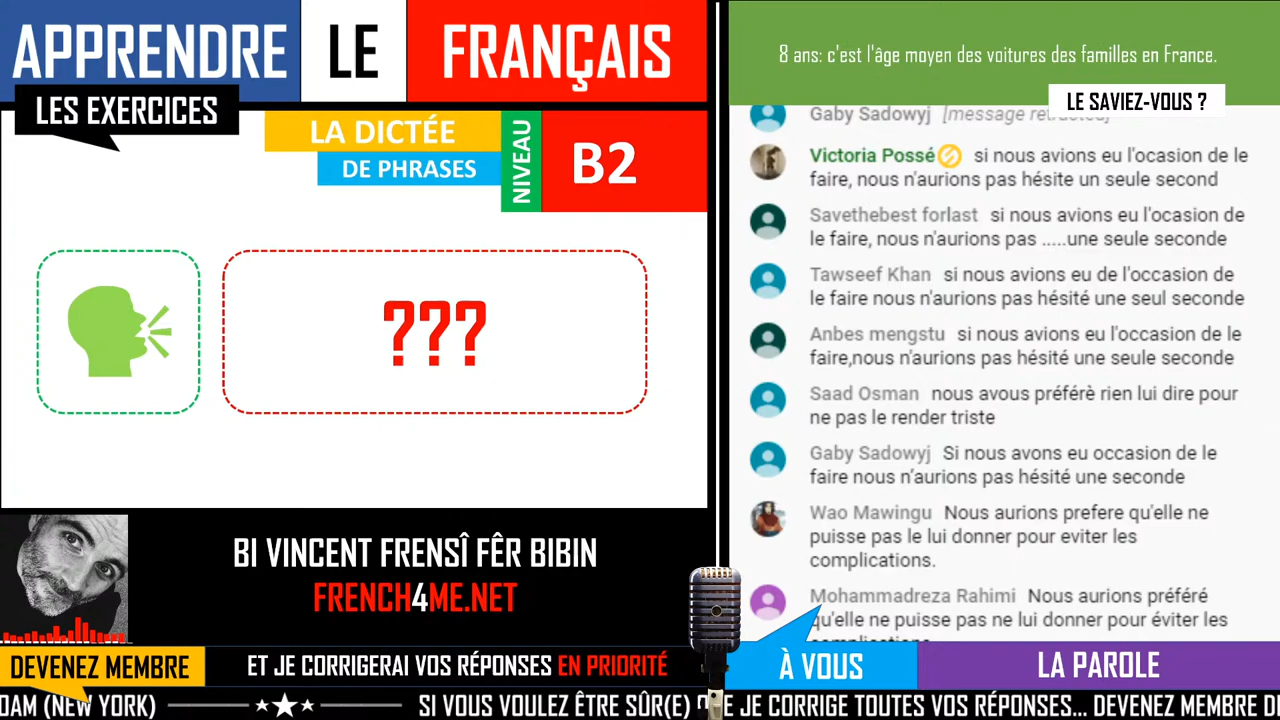 APPRENDRE LE FRANÇAIS
LES EXERCICES
LA DICTÉE
DE PHRASES
NIVEAU
B2
???
BI VINCENT FRENSÎ FÊR BIBIN
FRENCH4ME.NET
DEVENEZ MEMBRE
ET JE CORRIGERAI VOS RÉPONSES EN PRIORITÉ
8 ans: c'est l'âge moyen des voitures des familles en France.
LE SAVIEZ-VOUS ?
Gaby Sadowyj [message retracted]
Victoria Possé si nous avions eu l'ocasion de le
faire, nous n'aurions pas hésite un seule second
Savethebest forlast si nous avions eu l'ocasion de
le faire, nous n'aurions pas .....une seule seconde
Tawseef Khan si nous avions eu de l'occasion de
le faire nous n'aurions pas hésité une seul seconde
Anbes mengstu si nous avions eu l'occasion de
faire,nous n'aurions pas hésité une seule seconde
Saad Osman nous avous préférè rien lui dire pour
ne pas le render triste
Gaby Sadowyj Si nous avons eu occasion de le
faire nous n'aurions pas hésité une seconde
Wao Mawingu Nous aurions prefere qu'elle ne
puisse pas le lui donner pour eviter les
complications.
Mohammadreza Rahimi Nous aurions préféré
qu'elle ne puisse pas ne lui donner pour éviter les
À VOUS
LA PAROLE
DAM (NEW YORK) SI VOUS VOULEZ ÊTRE SÛR(E) E JE CORRIGE TOUTES VOS RÉPONSES... DEVENEZ MEMBRE D